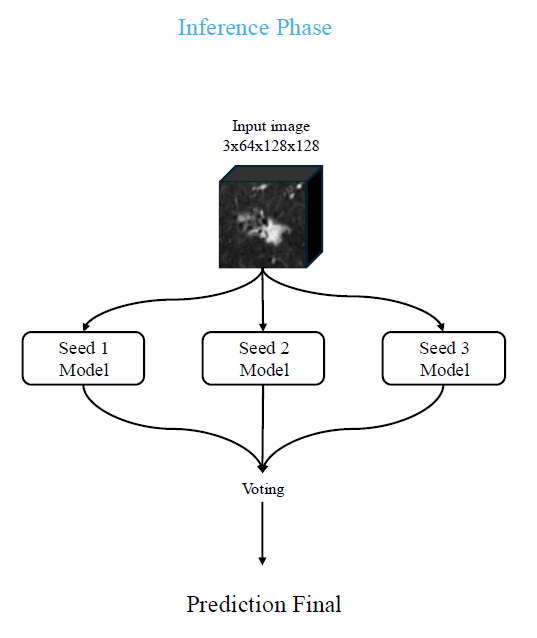 Inference Phase
Input image
3x64x128x128
Seed 1
Model
Seed 2
Model
Seed 3
Model
Voting
Prediction Final